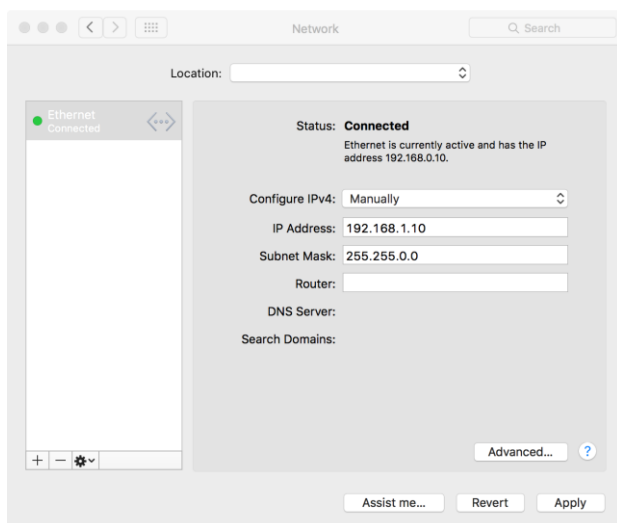 Network
Search
Location:
Ethernet
Connected
Status: Connected
Ethernet is currently active and has the IP
address 192.168.0.10.
Configure IPv4: Manually
IP Address: 192.168.1.10
Subnet Mask: 255.255.0.0
Router:
DNS Server:
Search Domains:
Advanced... ?
Assist me... Revert Apply